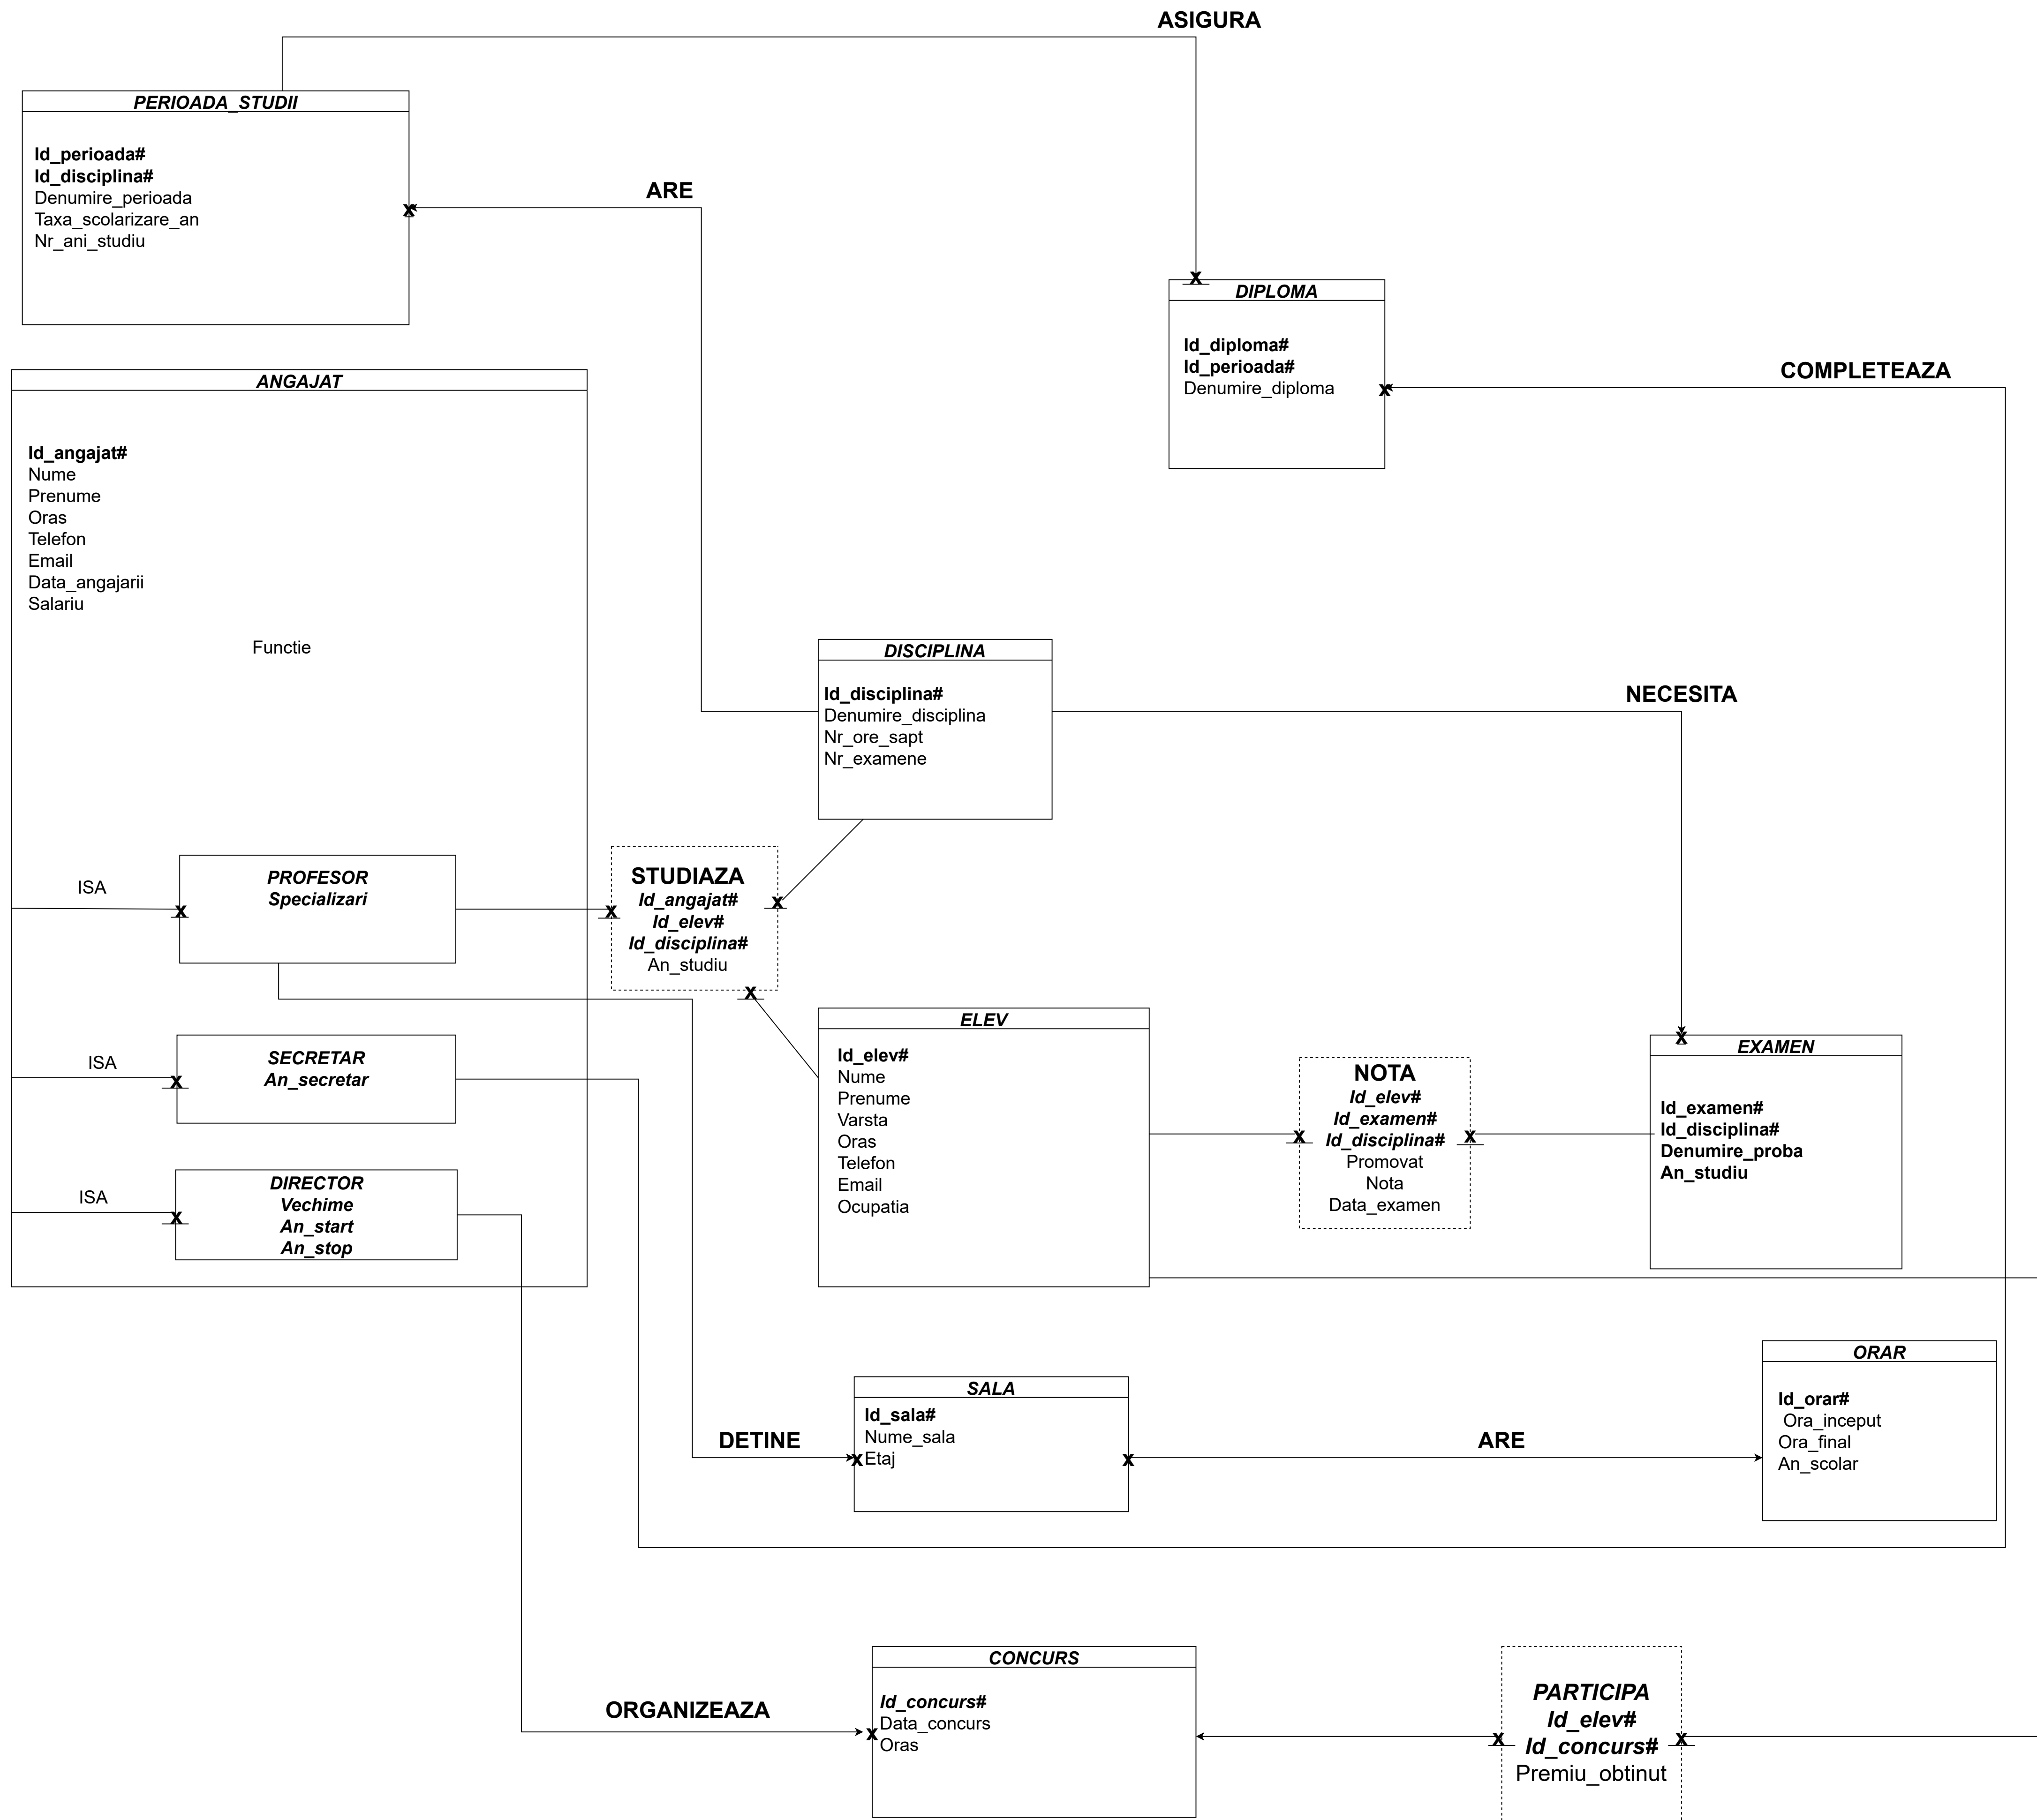 ASIGURA
PERIOADA_STUDII
Id_perioada#
Id_disciplina#
Denumire_perioada
Taxa_scolarizare_an
Nr_ani_studiu
X
ARE
X
DIPLOMA
Id_diploma#
Id_perioada#
Denumire_diploma
X
COMPLETEAZA
ANGAJAT
Id_angajat#
Nume
Prenume
Oras
Telefon
Email
Data_angajarii
Salariu
Functie
DISCIPLINA
Id_disciplina#
Denumire_disciplina
Nr_ore_sapt
Nr_examene
NECESITA
ISA
X
PROFESOR
Specializari
X
STUDIAZA
Id_angajat#
Id_elev#
Id_disciplina#
An_studiu
X
X
ISA
X
SECRETAR
An_secretar
ISA
X
DIRECTOR
Vechime
An_start
An_stop
ELEV
Id_elev#
Nume
Prenume
Varsta
Oras
Telefon
Email
Ocupatia
X
NOTA
Id_elev#
Id_examen#
Id_disciplina#
Promovat
Nota
Data_examen
X
X
EXAMEN
Id_examen#
Id_disciplina#
Denumire_proba
An_studiu
DETINE
X
SALA
Id_sala#
Nume_sala
Etaj
X
ARE
ORAR
Id_orar#
Ora_inceput
Ora_final
An_scolar
ORGANIZEAZA
X
CONCURS
Id_concurs#
Data_concurs
Oras
X
PARTICIPA
Id_elev#
Id_concurs#
Premiu_obtinut
X